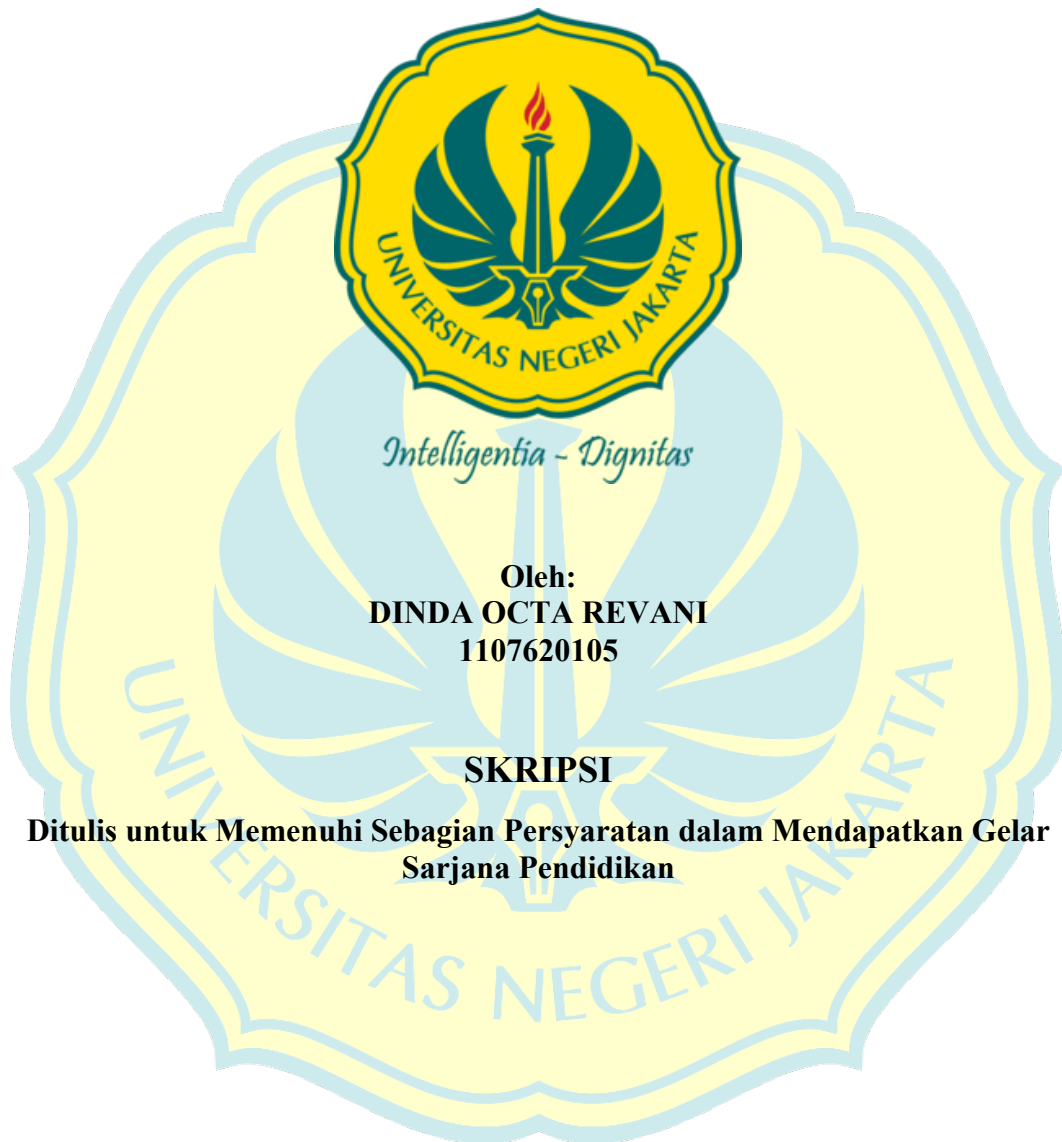 UNIVERSITAS NEGERI JAKARTA
Intelligentia - Dignitas
Oleh:
DINDA OCTA REVANI
1107620105
SKRIPSI
Ditulis untuk Memenuhi Sebagian Persyaratan dalam Mendapatkan Gelar
Sarjana Pendidikan
UNIVERSITAS NEGERI JAKARTA